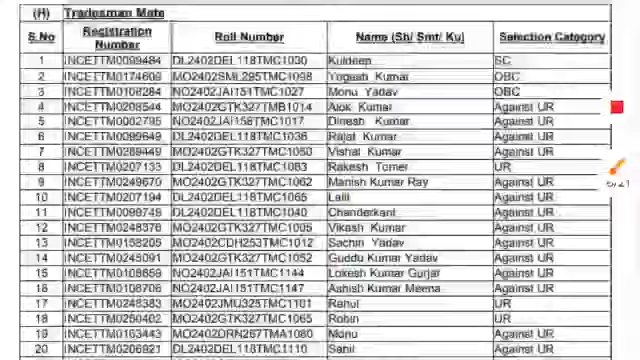 (H) Tradesman Mate
S.No Registration Number Roll Number Name (Sh/ Smt/ Ku) Selection Category
1 INCETTM0099484 DL2402DEL118TMC1030 Kuldeep SC
2 INCETTM0174609 MO2402SML295TMC1098 Yogesh Kumar OBC
3 INCETTM0106284 NO2402JAI151TMC1027 Monu Yadav OBC
4 INCETTM0208544 MO2402GTK327TMB1014 Alok Kumar Against UR
5 INCETTM0002795 NO2402JAI158TMC1017 Dinesh Kumar Against UR
6 INCETTM0099649 DL2402DEL118TMC1036 Rajat Kumar Against UR
7 INCETTM0289449 MO2402GTK327TMC1050 Vishal Kumar Against UR
8 INCETTM0207133 DL2402DEL118TMC1083 Rakesh Tomer UR
9 INCETTM0249670 MO2402GTK327TMC1062 Manish Kumar Ray Against UR
10 INCETTM0207194 DL2402DEL118TMC1065 Lalit Against UR
11 INCETTM0099749 DL2402DEL118TMC1040 Chanderkant Against UR
12 INCETTM0248376 MO2402GTK327TMC1005 Vikash Kumar Against UR
13 INCETTM0158205 MO2402CDH253TMC1012 Sachin Yadav Against UR
14 INCETTM0245091 MO2402GTK327TMC1052 Guddu Kumar Yadav Against UR
15 INCETTM0108659 NO2402JAI151TMC1144 Lokesh Kumar Gurjar Against UR
16 INCETTM0108706 NO2402JAI151TMC1147 Ashish Kumar Meena Against UR
17 INCETTM0248383 MO2402JMU325TMC1101 Rahul UR
18 INCETTM0250402 MO2402GTK327TMC1065 Robin UR
19 INCETTM0163443 MO2402DRN267TMA1080 Monu Against UR
20 INCETTM0206921 DL2402DEL118TMC1110 Sahil Against UR